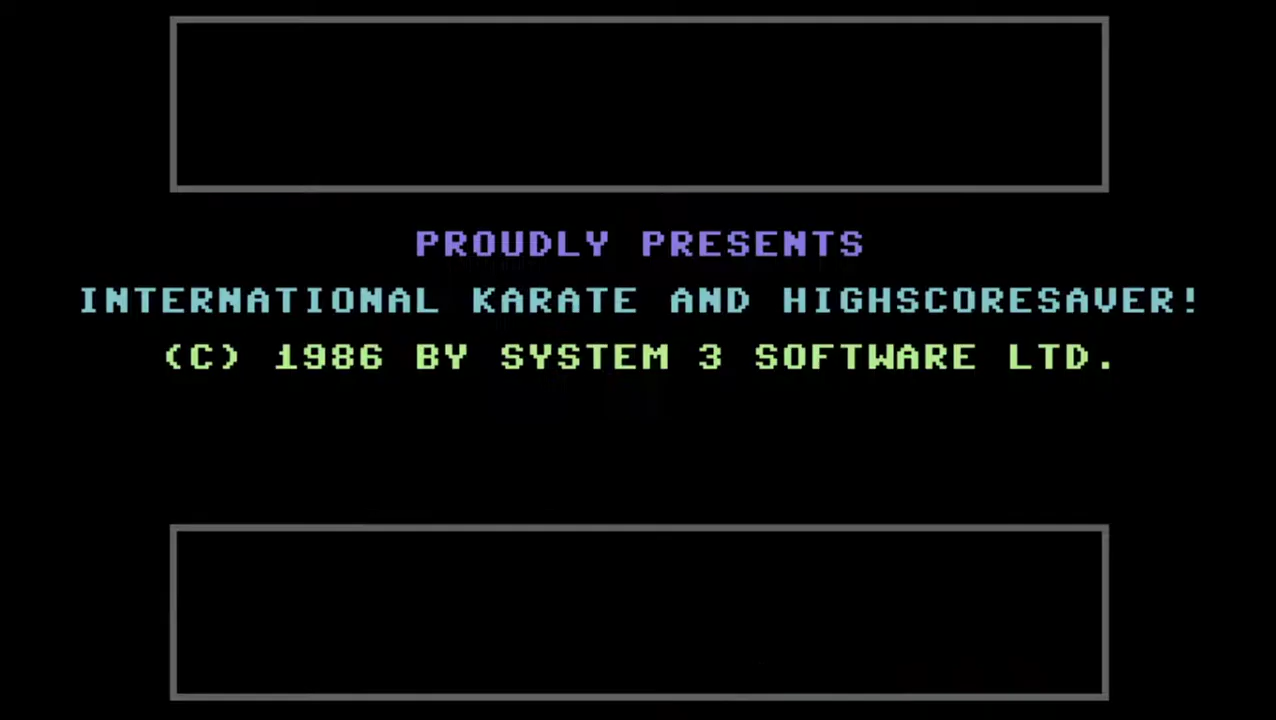 PROUDLY PRESENTS
INTERNATIONAL KARATE AND HIGHSCORESAVER!
(C) 1986 BY SYSTEM 3 SOFTWARE LTD.